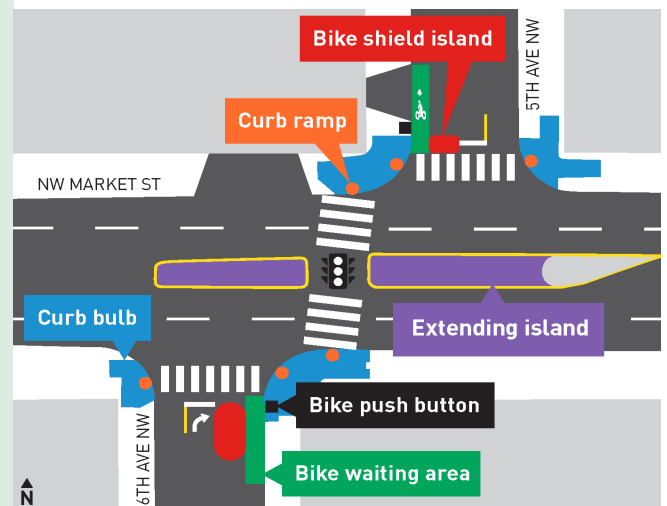 Bike shield island
5TH AVE NW
Curb ramp
NW MARKET ST
Curb bulb
Extending island
Bike push button
6TH AVE NW
Bike waiting area
N